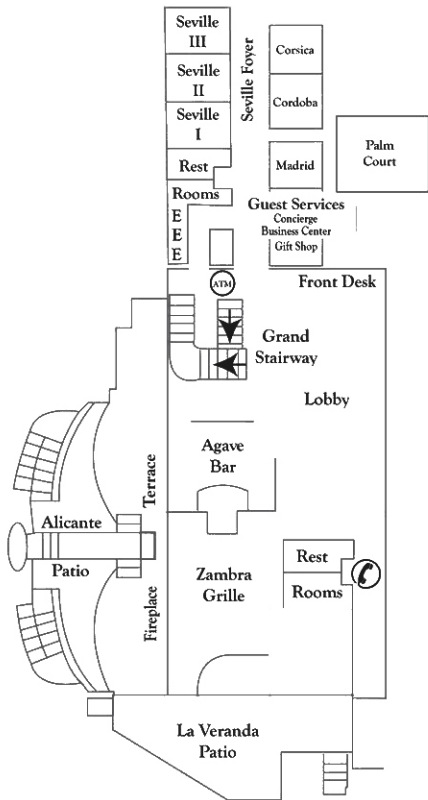 Seville
III
Seville
II
Seville
I
Seville Foyer
Corsica
Cordoba
Palm
Court
Rest
Rooms
Madrid
E
E
E
Guest Services
Concierge
Business Center
Gift Shop
ATM
Front Desk
Grand
Stairway
Lobby
Agave
Bar
Terrace
Alicante
Patio
Fireplace
Zambra
Grille
Rest
Rooms
La Veranda
Patio